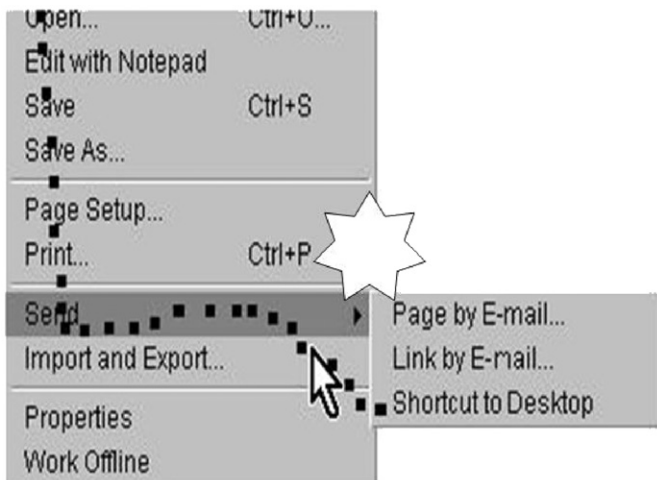 Open... Ctrl+O...
Edit with Notepad
Save Ctrl+S
Save As...
Page Setup...
Print... Ctrl+P
Send
Page by E-mail...
Import and Export...
Link by E-mail...
Shortcut to Desktop
Properties
Work Offline